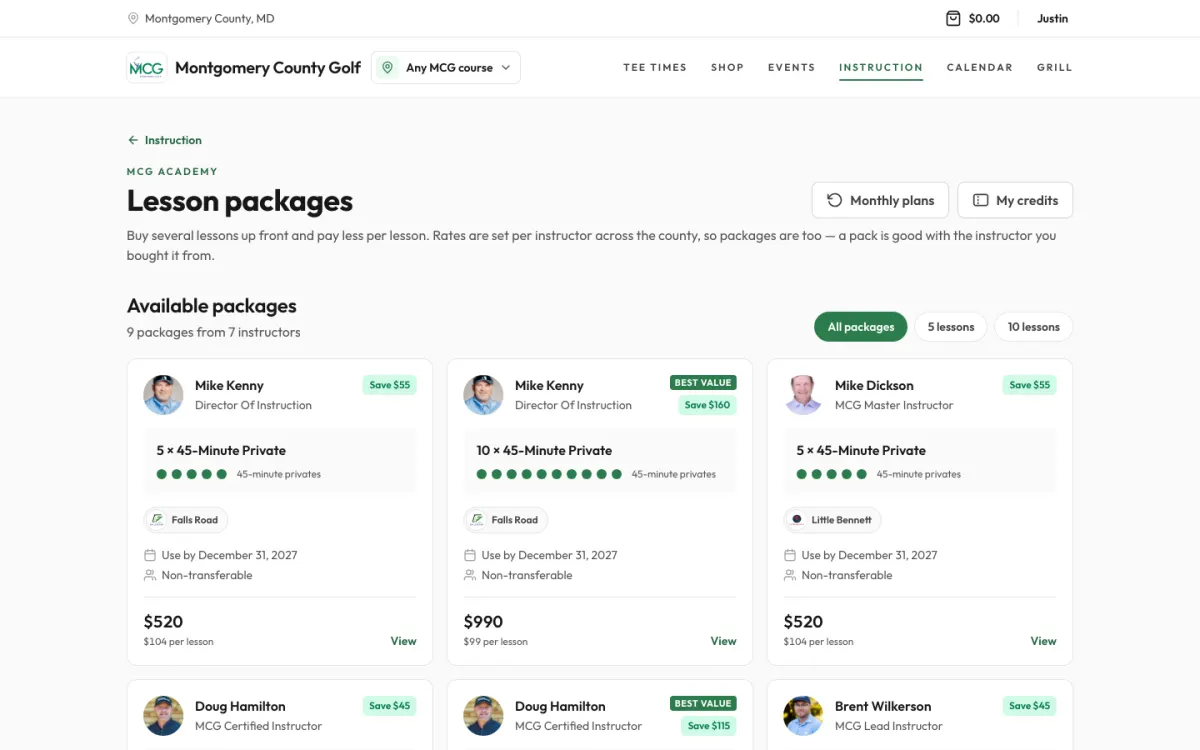 Montgomery County, MD
$0.00
Justin
MCG
Montgomery County Golf
Any MCG course
TEE TIMES
SHOP
EVENTS
INSTRUCTION
CALENDAR
GRILL
Instruction
MCG ACADEMY
Lesson packages
Monthly plans
My credits
Buy several lessons up front and pay less per lesson. Rates are set per instructor across the county, so packages are too — a pack is good with the instructor you
bought it from.
Available packages
9 packages from 7 instructors
All packages
5 lessons
10 lessons
Mike Kenny
Director Of Instruction
Save $55
5 × 45-Minute Private
45-minute privates
Falls Road
Use by December 31, 2027
Non-transferable
$520
$104 per lesson
View
Mike Kenny
Director Of Instruction
BEST VALUE
Save $160
10 × 45-Minute Private
45-minute privates
Falls Road
Use by December 31, 2027
Non-transferable
$990
$99 per lesson
View
Mike Dickson
MCG Master Instructor
Save $55
5 × 45-Minute Private
45-minute privates
Little Bennett
Use by December 31, 2027
Non-transferable
$520
$104 per lesson
View
Doug Hamilton
MCG Certified Instructor
Save $45
Doug Hamilton
MCG Certified Instructor
BEST VALUE
Save $115
Brent Wilkerson
MCG Lead Instructor
Save $45